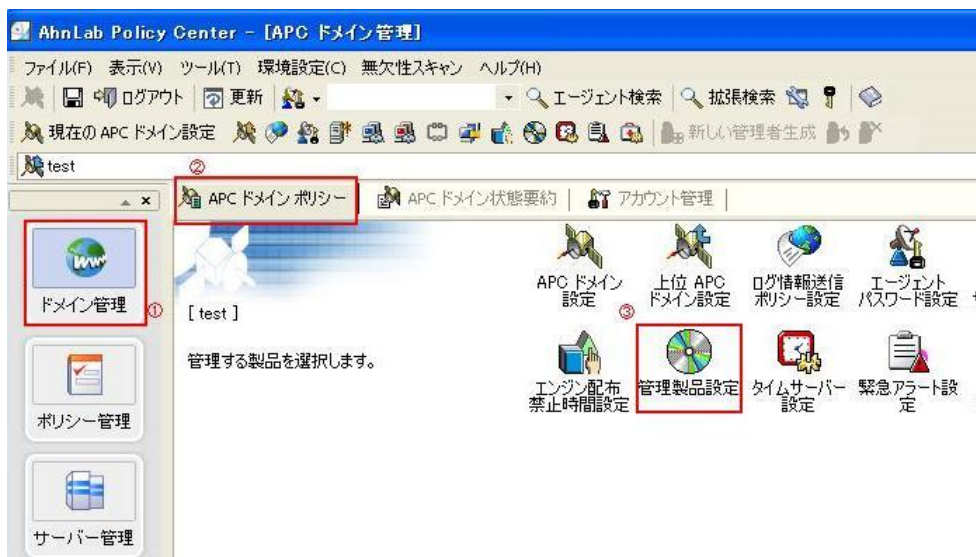 AhnLab Policy Center - [APC ドメイン管理]
ファイル(F) 表示(V) ツール(T) 環境設定(C) 無欠性スキャン ヘルプ(H)
ログアウト 更新 エージェント検索 拡張検索
現在の APC ドメイン設定 新しい管理者生成
test
②
APC ドメイン ポリシー APC ドメイン状態要約 アカウント管理
ドメイン管理
①
[ test ]
管理する製品を選択します。
APC ドメイン
設定
上位 APC
ドメイン設定
ログ情報送信
ポリシー設定
エージェント
パスワード設定
③
エンジン配布
禁止時間設定
管理製品設定
タイムサーバー
設定
緊急アラート設
定
ポリシー管理
サーバー管理